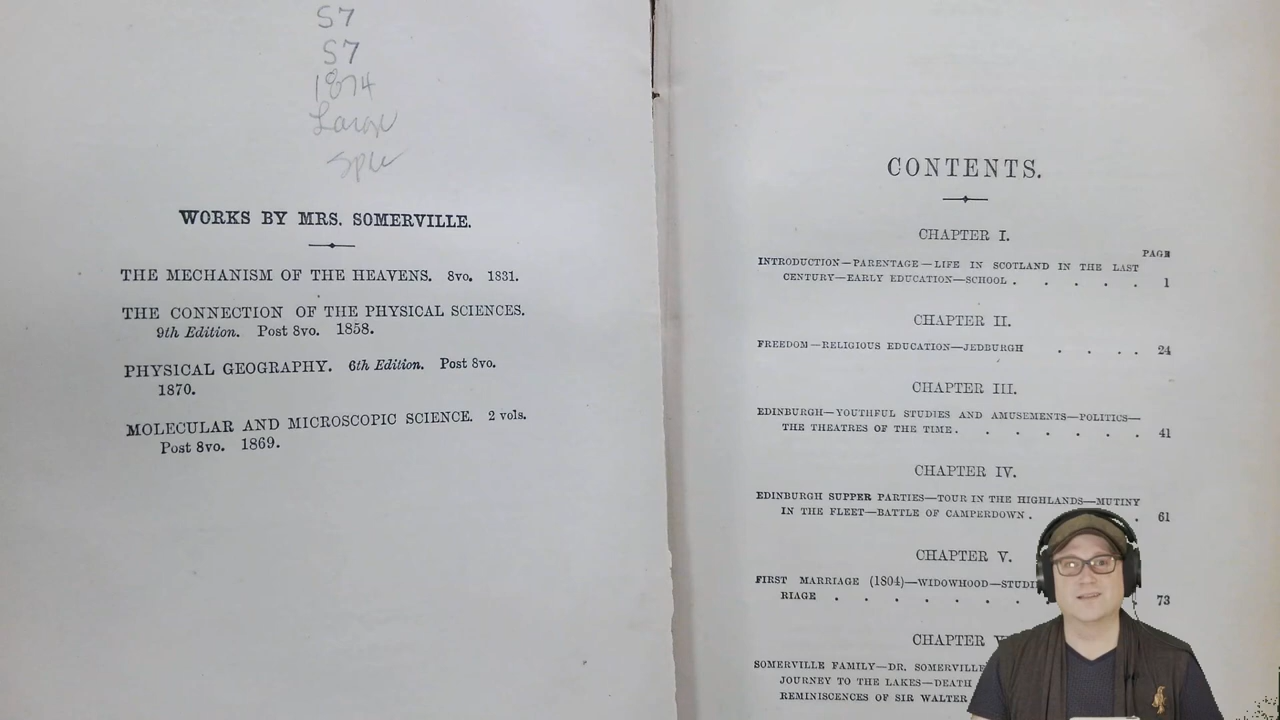 S7
S7
1874
Large
WORKS BY MRS. SOMERVILLE.
THE MECHANISM OF THE HEAVENS. 8vo. 1831.
THE CONNECTION OF THE PHYSICAL SCIENCES.
9th Edition. Post 8vo. 1858.
PHYSICAL GEOGRAPHY. 6th Edition. Post 8vo.
1870.
MOLECULAR AND MICROSCOPIC SCIENCE. 2 vols.
Post 8vo. 1869.
CONTENTS.
CHAPTER I.
PAGE
INTRODUCTION—PARENTAGE—LIFE IN SCOTLAND IN THE LAST
CENTURY—EARLY EDUCATION—SCHOOL . . . . . 1
CHAPTER II.
FREEDOM—RELIGIOUS EDUCATION—JEDBURGH . . . . 24
CHAPTER III.
EDINBURGH—YOUTHFUL STUDIES AND AMUSEMENTS—POLITICS—
THE THEATRES OF THE TIME . . . . . . . 41
CHAPTER IV.
EDINBURGH SUPPER PARTIES—TOUR IN THE HIGHLANDS—MUTINY
IN THE FLEET—BATTLE OF CAMPERDOWN . . 61
CHAPTER V.
FIRST MARRIAGE (1804)—WIDOWHOOD—
RIAGE . . . . . . . . 73
CHAPTER
SOMERVILLE FAMILY—DR. SOMERVILLE
JOURNEY TO THE LAKES—DEATH
REMINISCENCES OF SIR WALTER